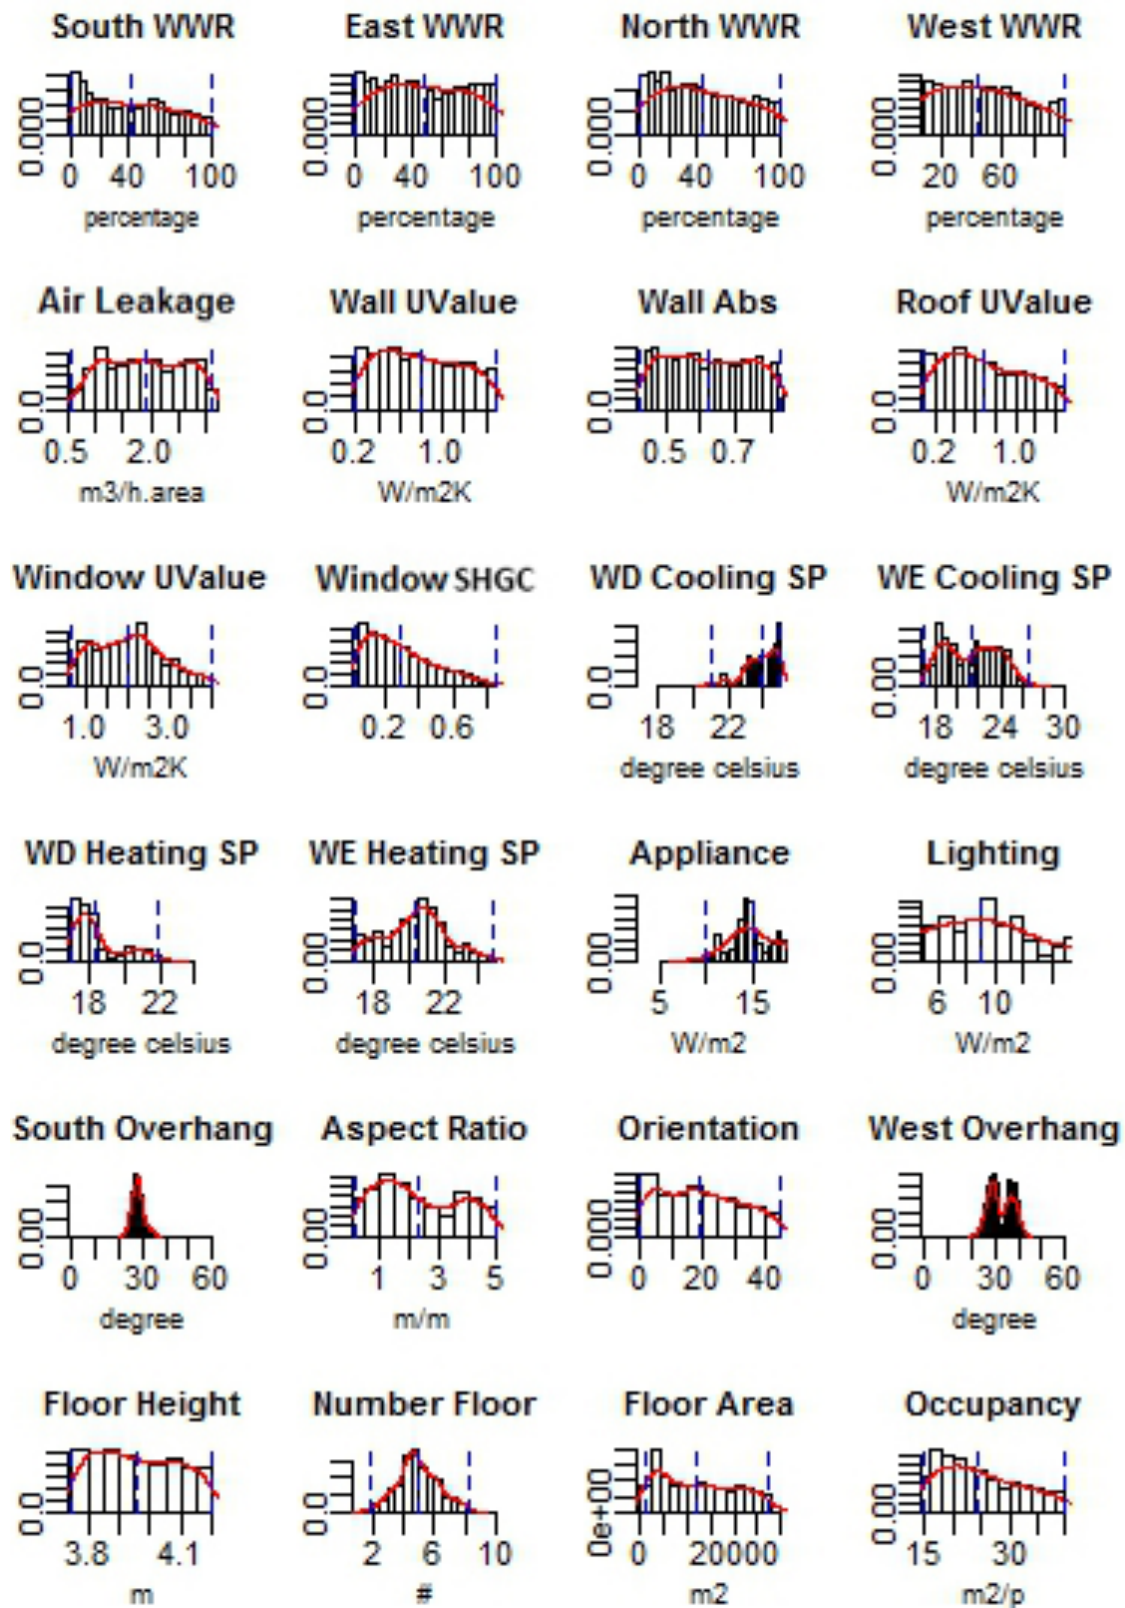 South WWR East WWR North WWR West WWR
0.000 0.000 0.000 0.000
0 40 100 0 40 100 0 40 100 20 60
percentage percentage percentage percentage
Air Leakage Wall UValue Wall Abs Roof UValue
0.0 0.0 0.0 0.0
0.5 2.0 0.2 1.0 0.5 0.7 0.2 1.0
m3/h.area W/m2K W/m2K
Window UValue Window SHGC WD Cooling SP WE Cooling SP
0.0 0.0 0.0 0.00
1.0 3.0 0.2 0.6 18 22 18 24 30
W/m2K degree celsius degree celsius
WD Heating SP WE Heating SP Appliance Lighting
0.0 0.00 0.00 0.00
18 22 18 22 5 15 6 10
degree celsius degree celsius W/m2 W/m2
South Overhang Aspect Ratio Orientation West Overhang
0.00 0.00 0.000 0.00
0 30 60 1 3 5 0 20 40 0 30 60
degree m/m degree
Floor Height Number Floor Floor Area Occupancy
0.0 0.0 0e+00 0.00
3.8 4.1 2 6 10 0 20000 15 30
m # m2 m2/p